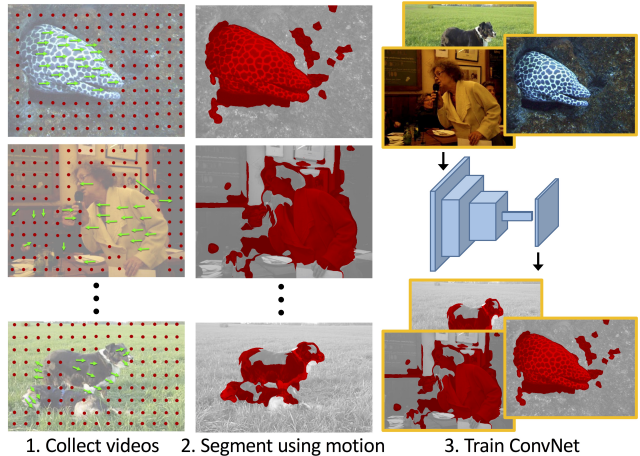 1. Collect videos
2. Segment using motion
3. Train ConvNet